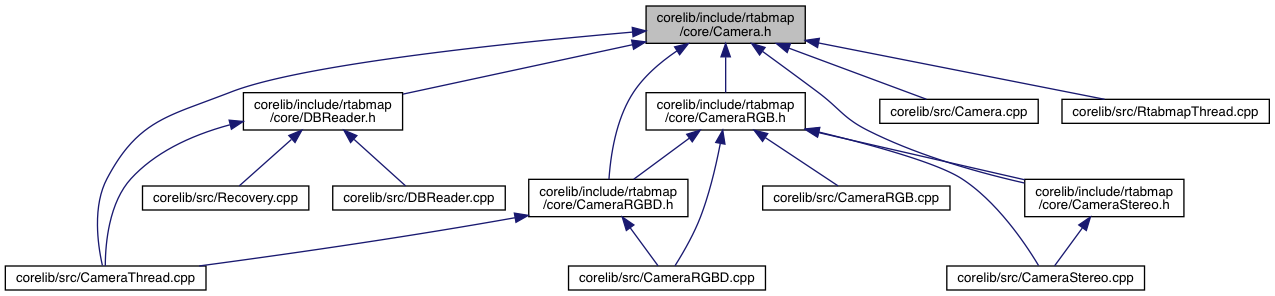 corelib/include/rtabmap
/core/Camera.h
corelib/include/rtabmap
/core/DBReader.h
corelib/include/rtabmap
/core/CameraRGB.h
corelib/src/Camera.cpp
corelib/src/RtabmapThread.cpp
corelib/src/Recovery.cpp
corelib/src/DBReader.cpp
corelib/include/rtabmap
/core/CameraRGBD.h
corelib/src/CameraRGB.cpp
corelib/include/rtabmap
/core/CameraStereo.h
corelib/src/CameraThread.cpp
corelib/src/CameraRGBD.cpp
corelib/src/CameraStereo.cpp